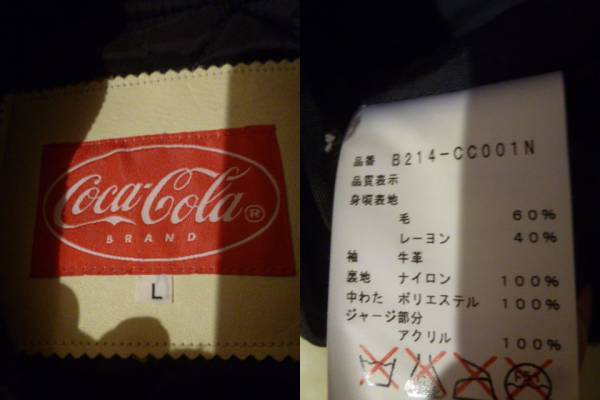 Coca-Cola®
BRAND
L
品番 B214-CC001N
品質表示
身頃表地
毛 60%
レーヨン 40%
袖 牛革
裏地 ナイロン 100%
中わた ポリエステル 100%
ジャージ部分
アクリル 100%